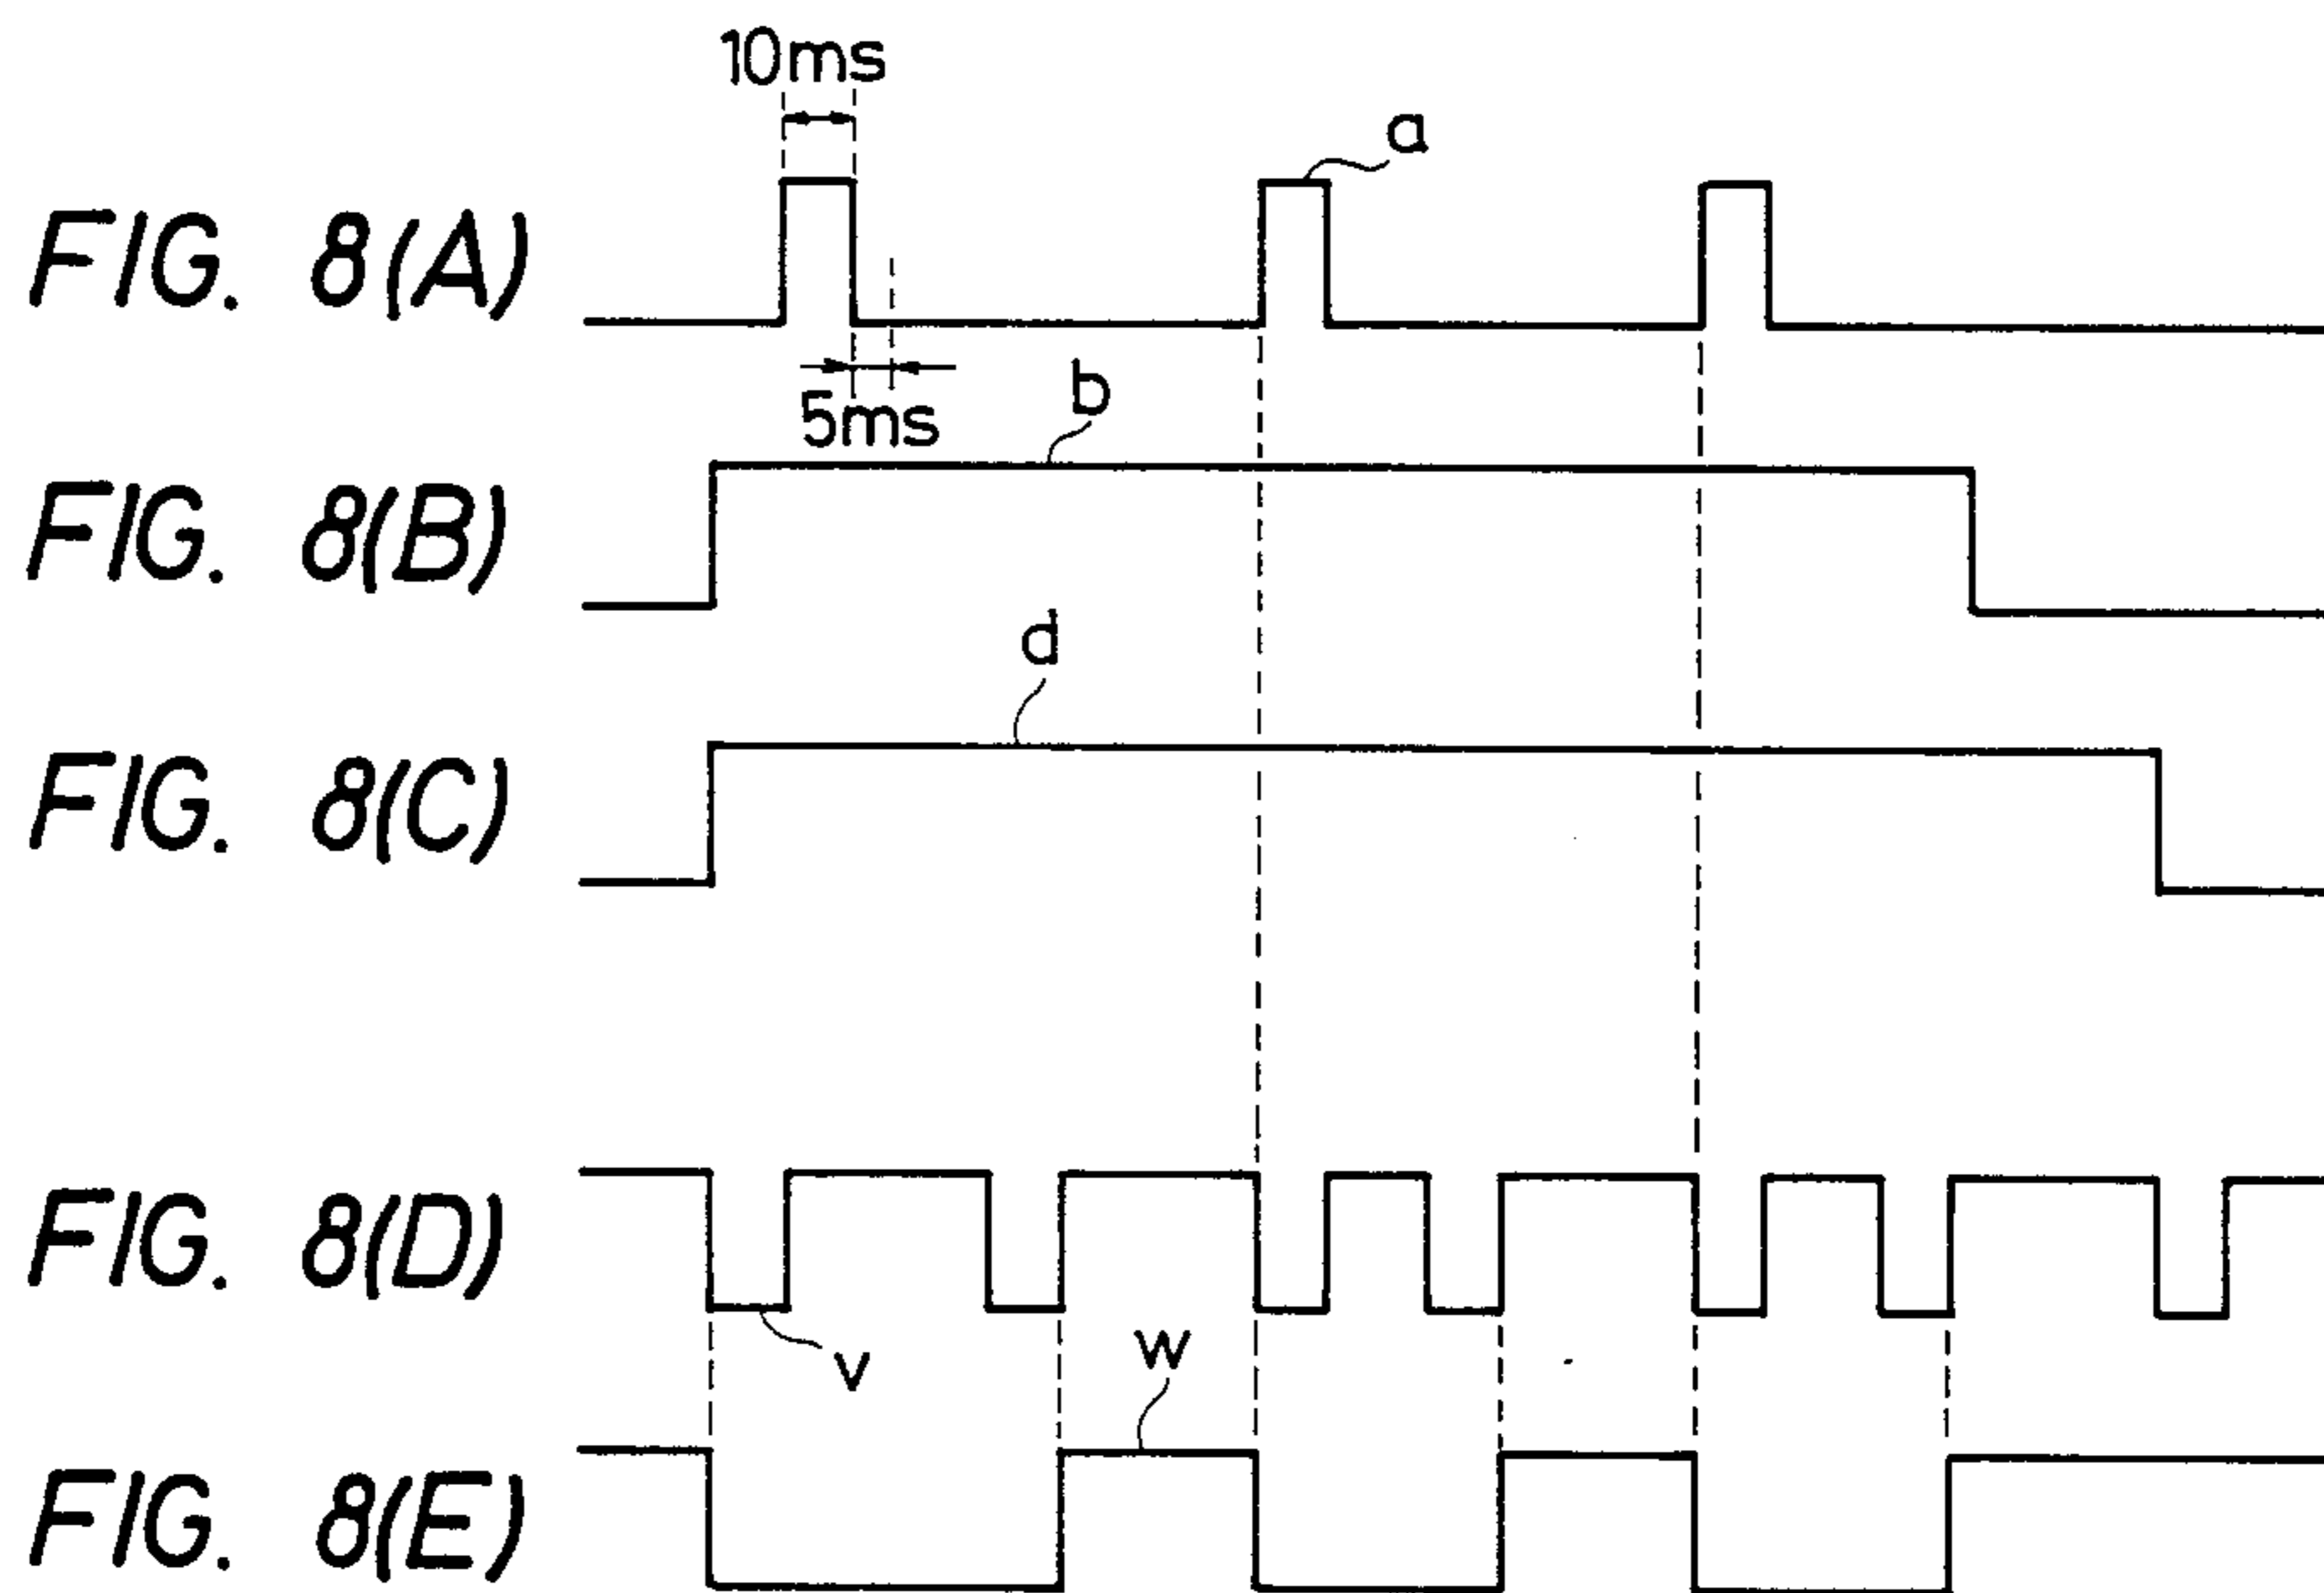 10ms
a
FIG. 8(A)
5ms
b
FIG. 8(B)
d
FIG. 8(C)
FIG. 8(D)
v
w
FIG. 8(E)